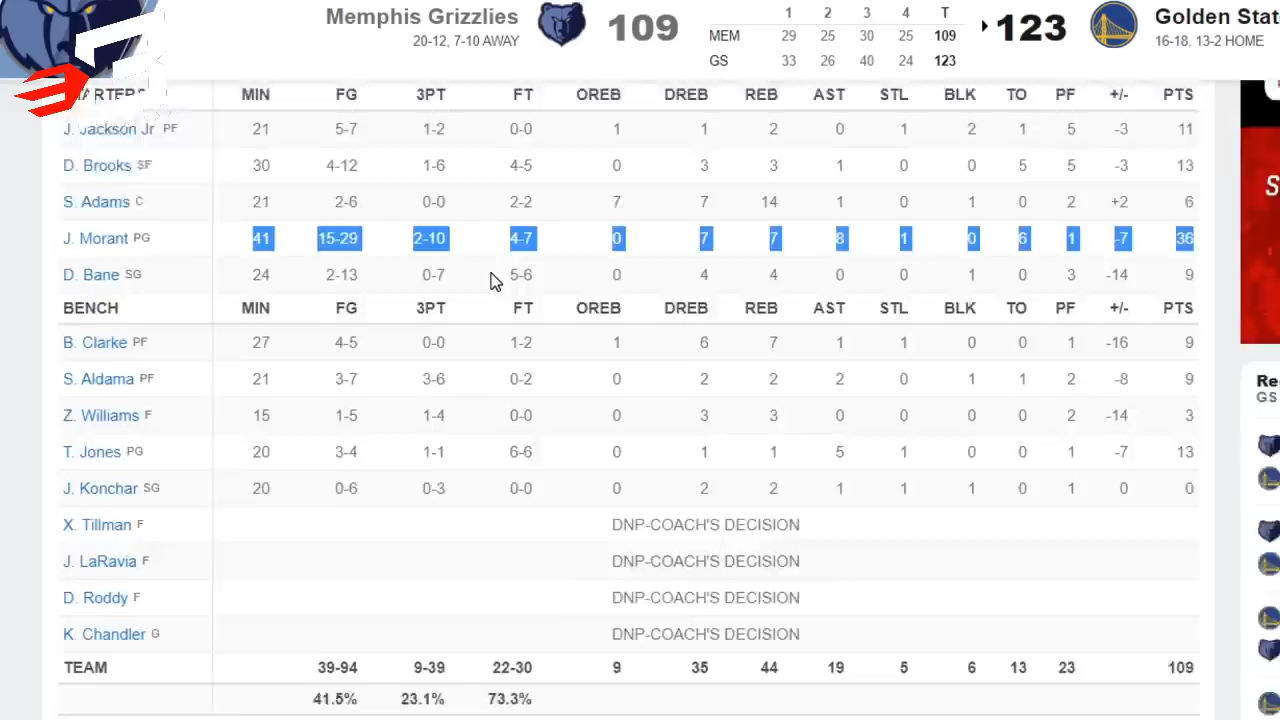 Memphis Grizzlies 109 1 2 3 4 T 123 Golden Stat
20-12, 7-10 AWAY MEM 29 25 30 25 109 16-18, 13-2 HOME
GS 33 26 40 24 123
MIN FG 3PT FT OREB DREB REB AST STL BLK TO PF +/- PTS
J. Jackson Jr PF 21 5-7 1-2 0-0 1 1 2 0 1 2 1 5 -3 11
D. Brooks SF 30 4-12 1-6 4-5 0 3 3 1 0 0 5 5 -3 13
S. Adams C 21 2-6 0-0 2-2 7 7 14 1 0 1 0 2 +2 6
J. Morant PG 41 15-29 2-10 4-7 0 7 7 8 1 0 6 1 -7 36
D. Bane SG 24 2-13 0-7 5-6 0 4 4 0 0 1 0 3 -14 9
BENCH MIN FG 3PT FT OREB DREB REB AST STL BLK TO PF +/- PTS
B. Clarke PF 27 4-5 0-0 1-2 1 6 7 1 1 0 0 1 -16 9
S. Aldama PF 21 3-7 3-6 0-2 0 2 2 2 0 1 1 2 -8 9
Z. Williams F 15 1-5 1-4 0-0 0 3 3 0 0 0 0 2 -14 3
T. Jones PG 20 3-4 1-1 6-6 0 1 1 5 1 0 0 1 -7 13
J. Konchar SG 20 0-6 0-3 0-0 0 2 2 1 1 1 0 1 0 0
X. Tillman F DNP-COACH'S DECISION
J. LaRavia F DNP-COACH'S DECISION
D. Roddy F DNP-COACH'S DECISION
K. Chandler G DNP-COACH'S DECISION
TEAM 39-94 9-39 22-30 9 35 44 19 5 6 13 23 109
41.5% 23.1% 73.3%
S
Re
GS